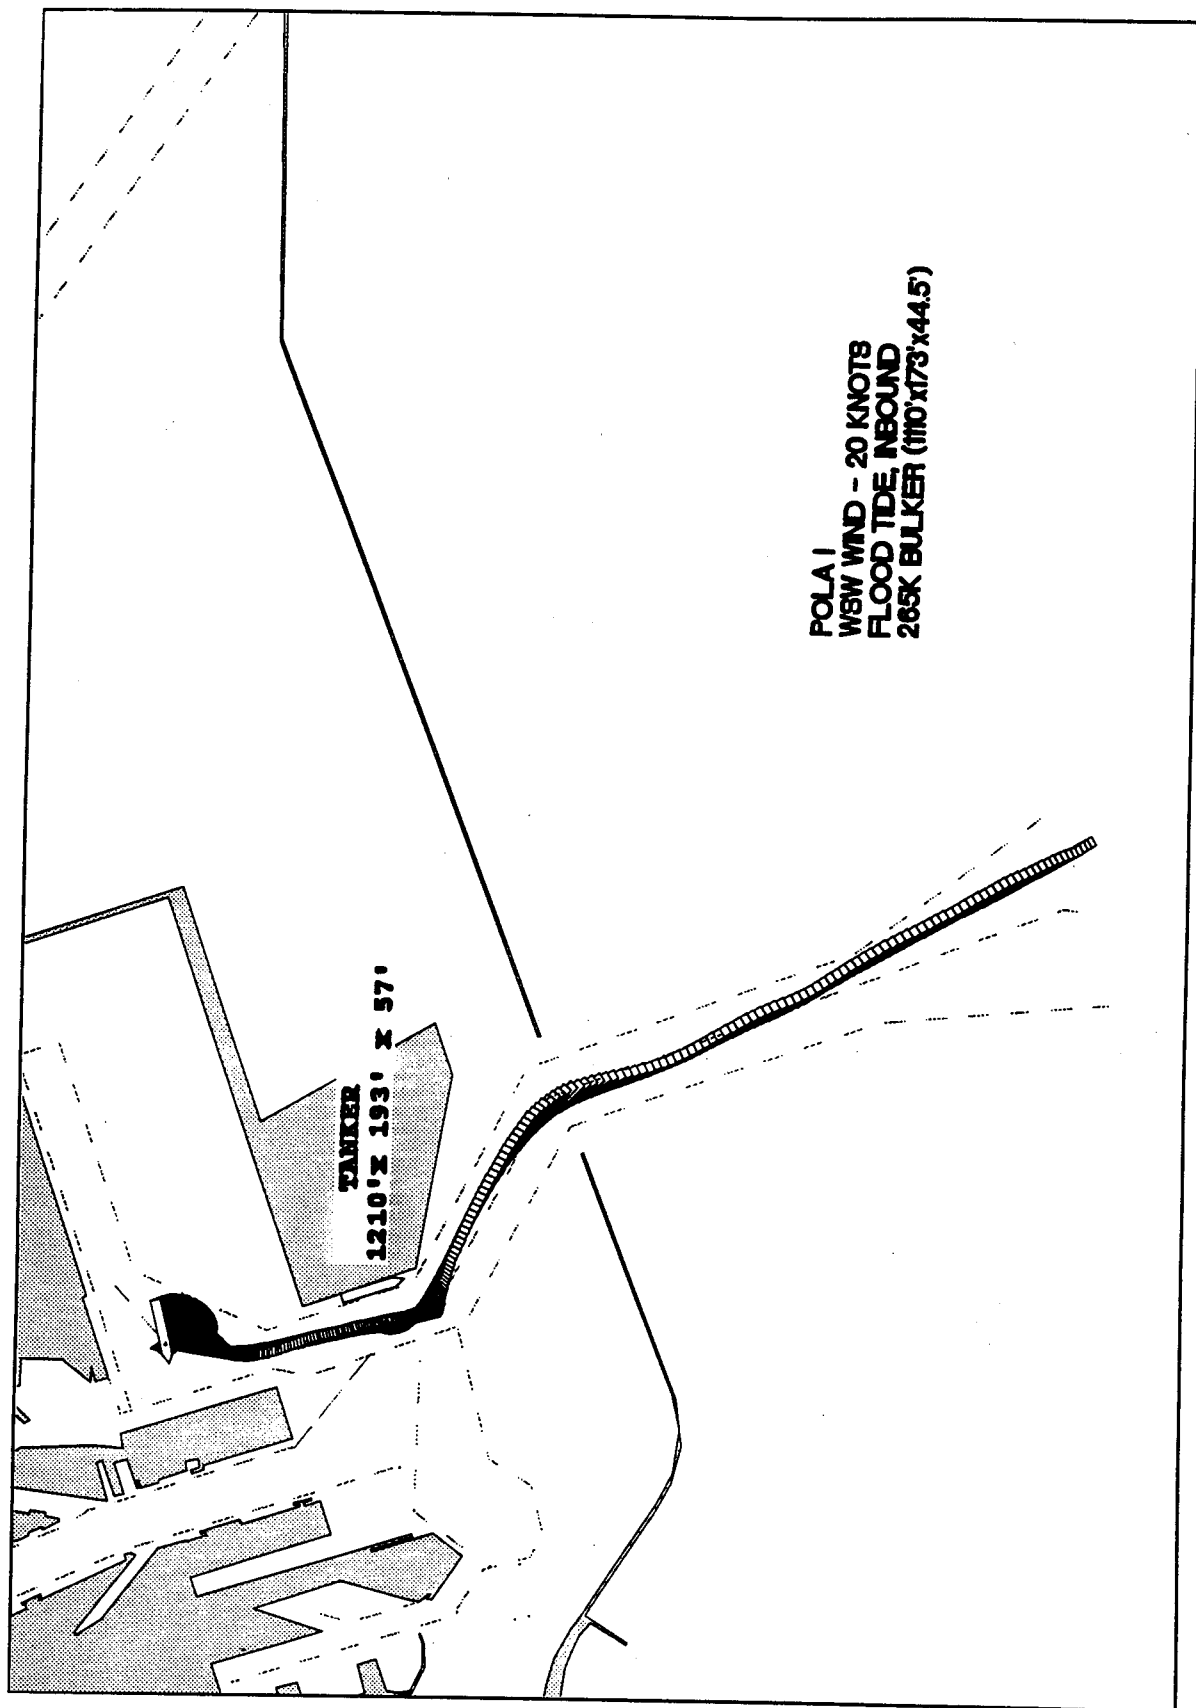 TANKER
1210' X 193' X 57'
POLA I
WSW WIND - 20 KNOTS
FLOOD TIDE, INBOUND
265K BULKER (1110'x173'x44.5')